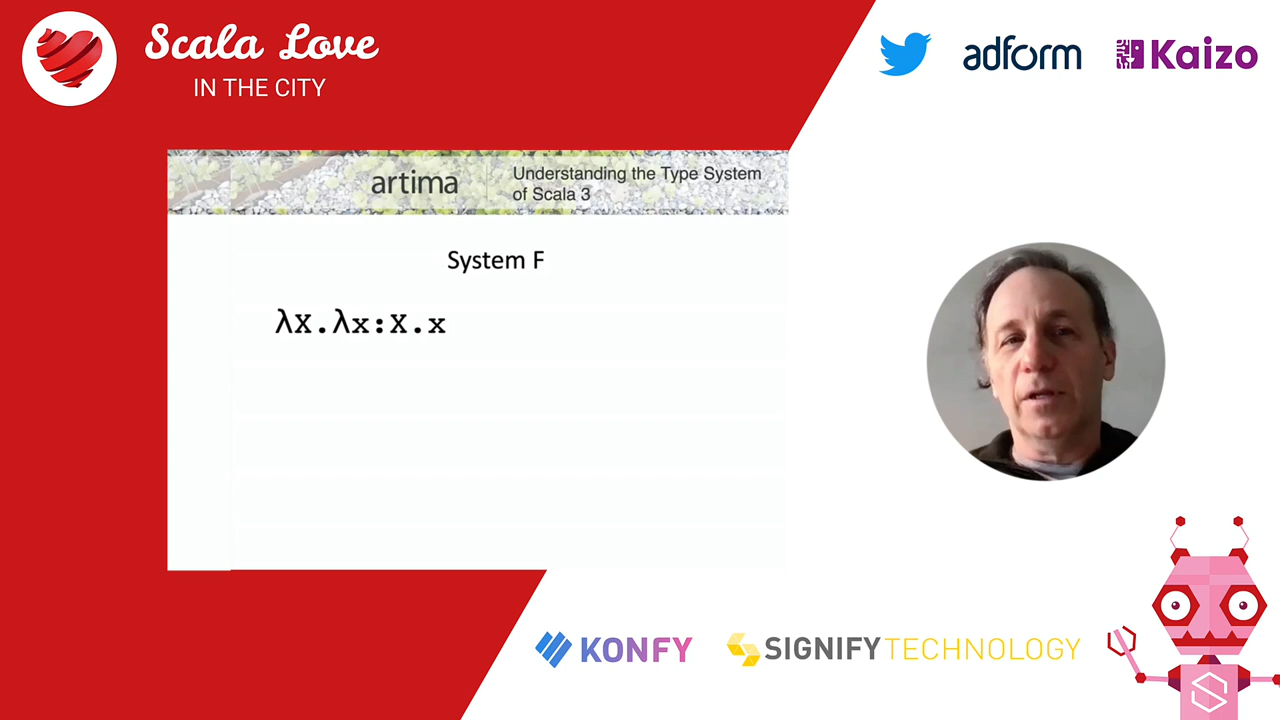 Scala Love
IN THE CITY
adform
Kaizo
artima
Understanding the Type System
of Scala 3
System F
λX.λx:X.x
KONFY
SIGNIFYTECHNOLOGY